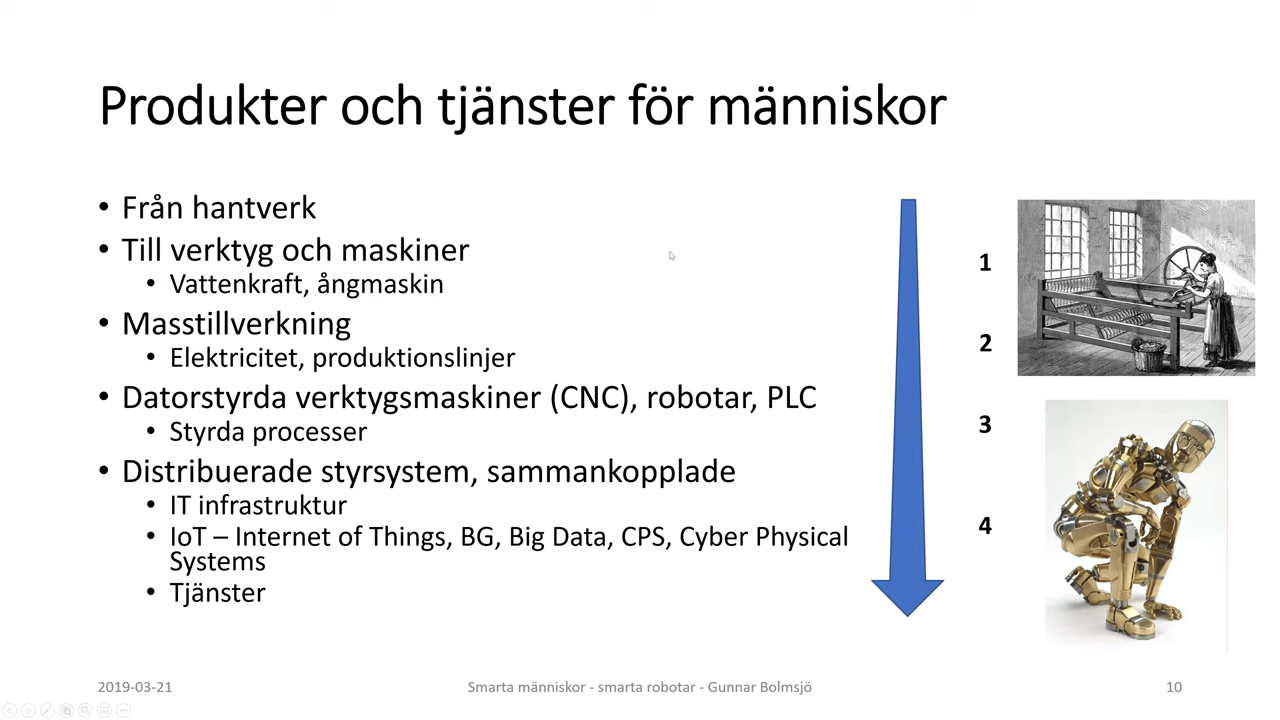 Produkter och tjänster för människor
• Från hantverk
• Till verktyg och maskiner
• Vattenkraft, ångmaskin
• Masstillverkning
• Elektricitet, produktionslinjer
• Datorstyrda verktygsmaskiner (CNC), robotar, PLC
• Styrda processer
• Distribuerade styrsystem, sammankopplade
• IT infrastruktur
• IoT – Internet of Things, BG, Big Data, CPS, Cyber Physical
Systems
• Tjänster
1
2
3
4
2019-03-21
Smarta människor - smarta robotar - Gunnar Bolmsjö
10